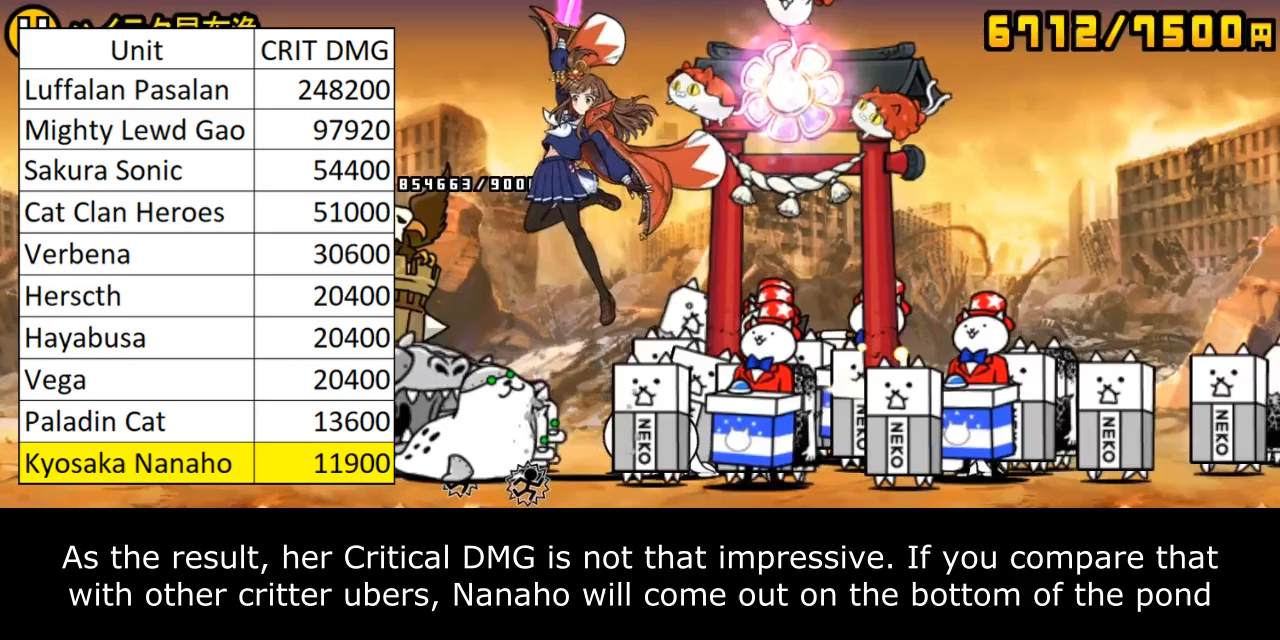 6712/7500円
Unit CRIT DMG
Luffalan Pasalan 248200
Mighty Lewd Gao 97920
Sakura Sonic 54400
Cat Clan Heroes 51000
Verbena 30600
Herscth 20400
Hayabusa 20400
Vega 20400
Paladin Cat 13600
Kyosaka Nanaho 11900
NEKO
NEKO
NEKO
NEKO
NEKO
As the result, her Critical DMG is not that impressive. If you compare that
with other critter ubers, Nanaho will come out on the bottom of the pond